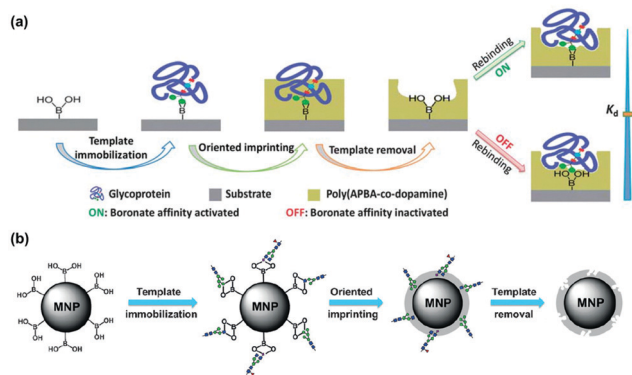 (a)
HO OH
B
B
B
HO OH
B
Rebinding
ON
B
Kd
OFF
Rebinding
HO OH
B
Template
immobilization
Oriented imprinting
Template removal
Glycoprotein
Substrate
Poly(APBA-co-dopamine)
ON: Boronate affinity activated
OFF: Boronate affinity inactivated
(b)
MNP
Template
immobilization
MNP
Oriented
imprinting
MNP
Template
removal
MNP